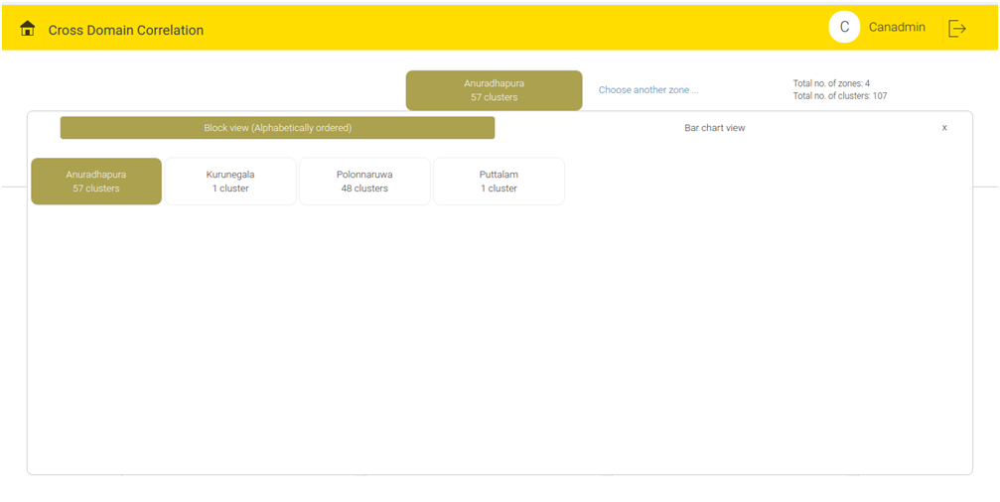 Cross Domain Correlation
C
Canadmin
Anuradhapura
57 clusters
Choose another zone ...
Total no. of zones: 4
Total no. of clusters: 107
Block view (Alphabetically ordered)
Bar chart view
x
Anuradhapura
57 clusters
Kurunegala
1 cluster
Polonnaruwa
48 clusters
Puttalam
1 cluster